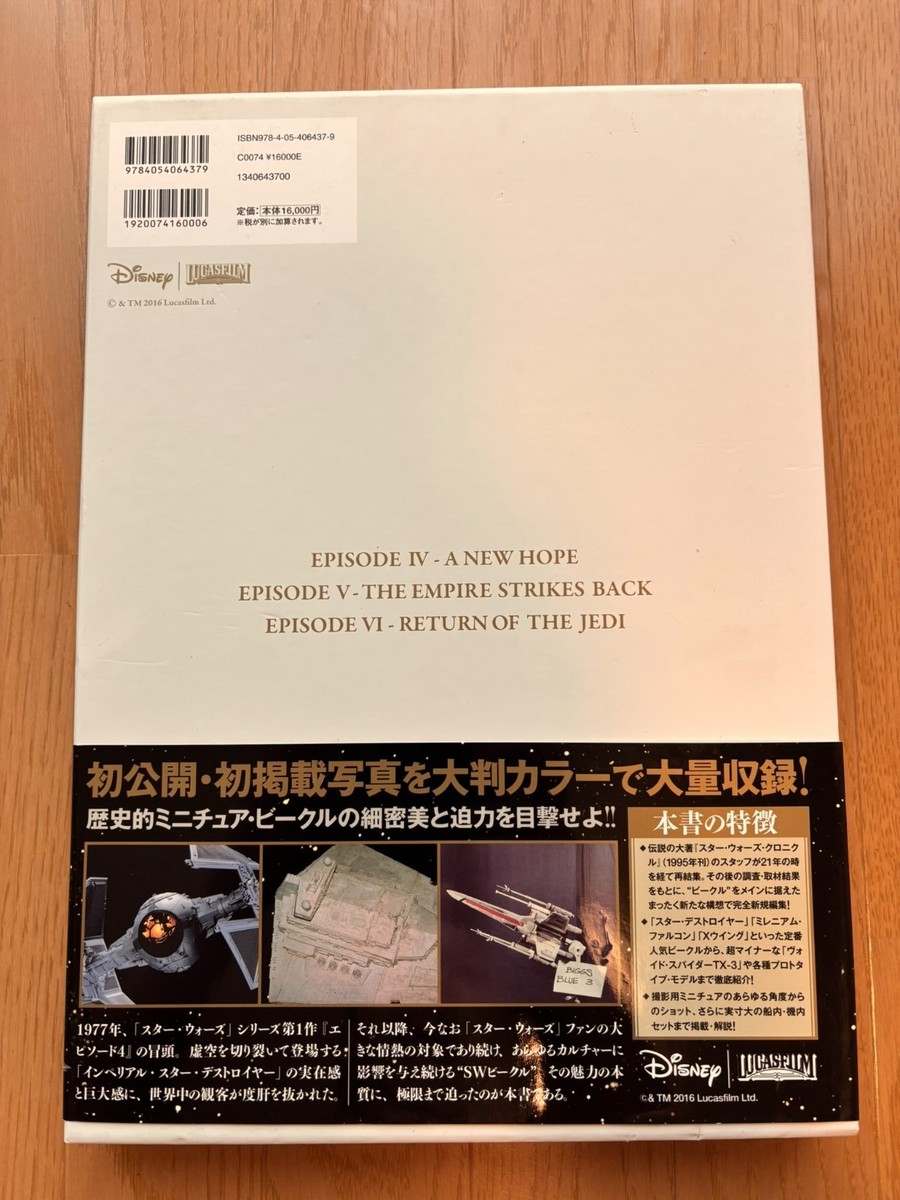 ISBN978-4-05-406437-9
9784054064379
C0074 ¥16000E
1340643700
1920074160006
定価：本体16,000円
※税が別に加算されます。
Disney | LUCASFILM
© & TM 2016 Lucasfilm Ltd.
EPISODE IV - A NEW HOPE
EPISODE V - THE EMPIRE STRIKES BACK
EPISODE VI - RETURN OF THE JEDI
初公開・初掲載写真を大判カラーで大量収録！
歴史的ミニチュア・ビークルの細密美と迫力を目撃せよ!!
BIGGS
BLUE 3
1977年、「スター・ウォーズ」シリーズ第1作『エ
ピソード4』の冒頭。虚空を切り裂いて登場する
「インペリアル・スター・デストロイヤー」の実在感
と巨大感に、世界中の観客が度肝を抜かれた。
それ以降、今なお「スター・ウォーズ」ファンの大
きな情熱の対象であり続け、あらゆるカルチャーに
影響を与え続ける“SWビークル”。その魅力の本
質に、極限まで迫ったのが本書である。
本書の特徴
◆伝説の大著『スター・ウォーズ・クロニク
ル』（1995年刊）のスタッフが21年の時
を経て再結集。その後の調査・取材結果
をもとに、“ビークル”をメインに据えた
まったく新たな構想で完全新規編集！
◆「スター・デストロイヤー」「ミレニアム・
ファルコン」「Xウイング」といった定番
人気ビークルから、超マイナーな「ヴォ
イド・スパイダーTX-3」や各種プロトタ
イプ・モデルまで徹底紹介！
◆撮影用ミニチュアのあらゆる角度から
のショット、さらに実寸大の船内・機内
セットまで掲載・解説！
Disney | LUCASFILM
© & TM 2016 Lucasfilm Ltd.